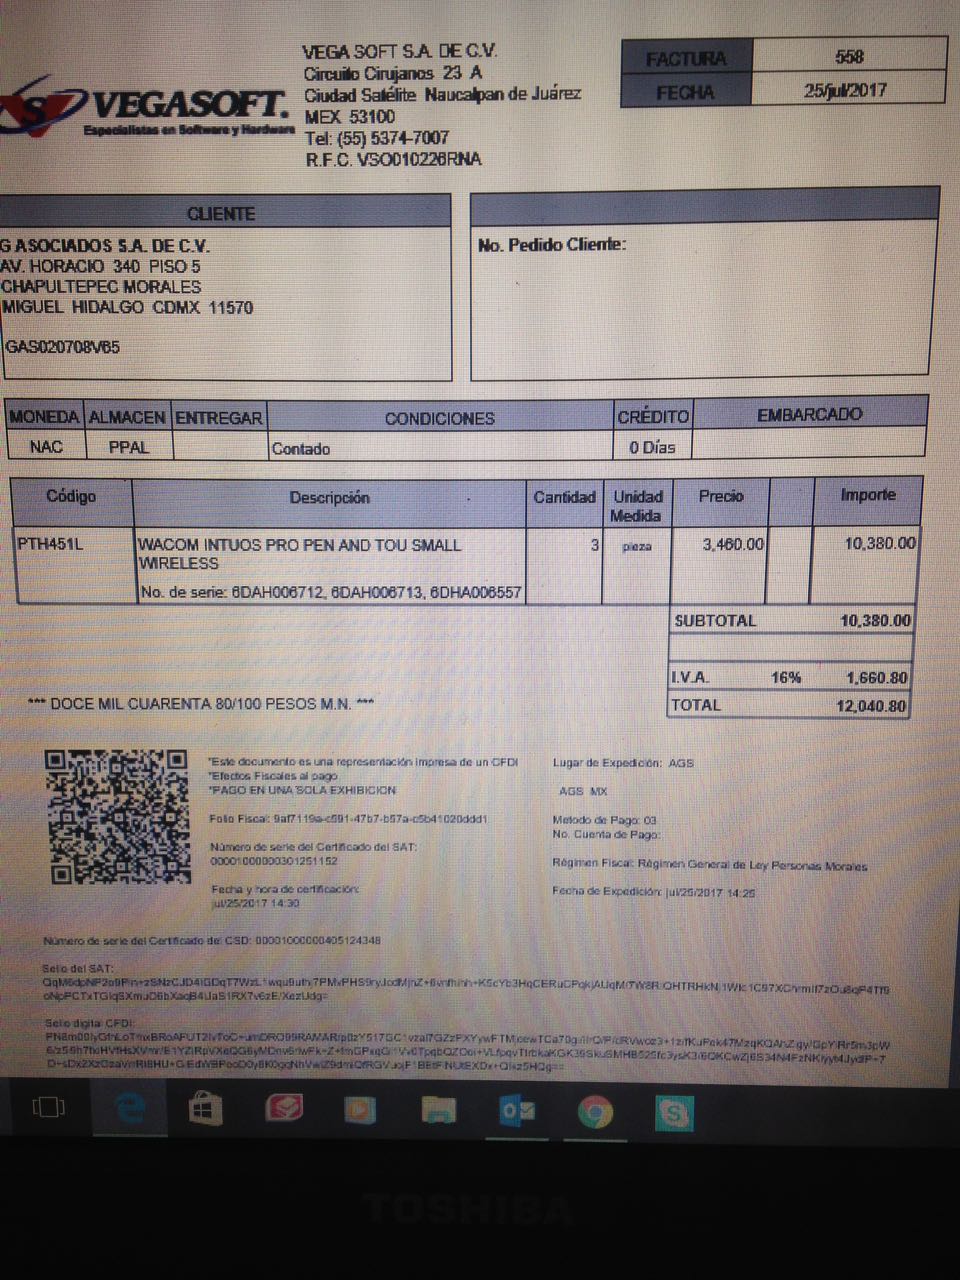 VEGASOFT.
Especialistas en Software y Hardware
VEGA SOFT S.A. DE C.V.
Circuito Cirujanos 23 A
Ciudad Satélite Naucalpan de Juárez
MEX 53100
Tel: (55) 5374-7007
R.F.C. VSO010226RNA
FACTURA 558
FECHA 25/jul/2017
CLIENTE
G ASOCIADOS S.A. DE C.V.
AV. HORACIO 340 PISO 5
CHAPULTEPEC MORALES
MIGUEL HIDALGO CDMX 11570
GAS020708V65
No. Pedido Cliente:
MONEDA ALMACEN ENTREGAR CONDICIONES CRÉDITO EMBARCADO
NAC PPAL Contado 0 Días
Código Descripción Cantidad Unidad Medida Precio Importe
PTH451L WACOM INTUOS PRO PEN AND TOU SMALL 3 pieza 3,460.00 10,380.00
WIRELESS
No. de serie: 6DAH006712, 6DAH006713, 6DHA006557
SUBTOTAL 10,380.00
I.V.A. 16% 1,660.80
TOTAL 12,040.80
*** DOCE MIL CUARENTA 80/100 PESOS M.N. ***
*Este documento es una representación impresa de un CFDI
*Efectos Fiscales al pago
*PAGO EN UNA SOLA EXHIBICION
Folio Fiscal: 9af7119a-c591-47b7-b57a-c5b41020ddd1
Número de serie del Certificado del SAT:
00001000000301251152
Fecha y hora de certificación:
jul/25/2017 14:30
Lugar de Expedición: AGS
AGS MX
Metodo de Pago: 03
No. Cuenta de Pago:
Régimen Fiscal: Régimen General de Ley Personas Morales
Fecha de Expedición: jul/25/2017 14:25
Número de serie del Certificado de CSD: 00001000000405124348
Sello del SAT:
Sello digital CFDI:
TOSHIBA